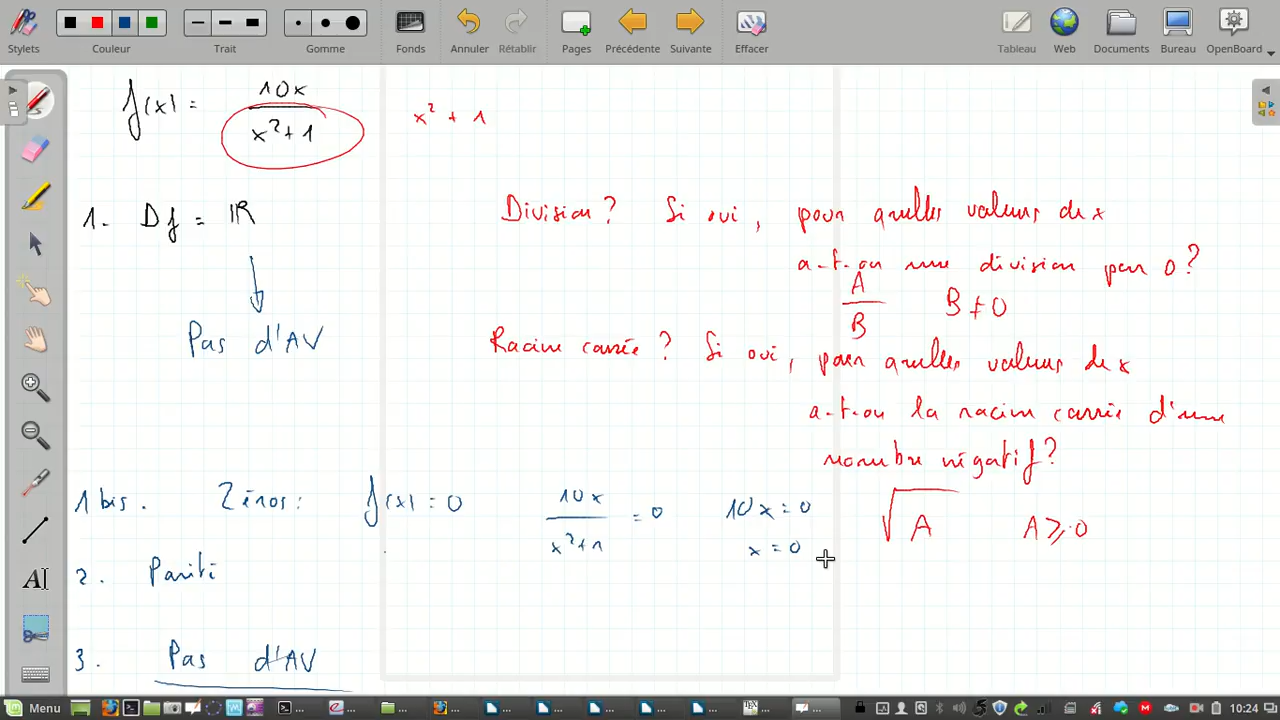 Stylets Couleur Trait Gomme Fonds Annuler Rétablir Pages Précédente Suivante Effacer Tableau Web Documents Bureau OpenBoard
f(x) = 10x / x² + 1
x² + 1
1. Df = ℝ
Pas d'AV
Division ? Si oui, pour quelles valeurs de x
a-t-on une division par 0 ?
A / B B ≠ 0
Racine carrée ? Si oui, pour quelles valeurs de x
a-t-on la racine carrée d'une
nombre négatif ?
√A A ≥ 0
1 bis. Zéros : f(x) = 0 10x / x² + 1 = 0 10x = 0
x = 0
2. Parité
3. Pas d'AV
Menu 10:24